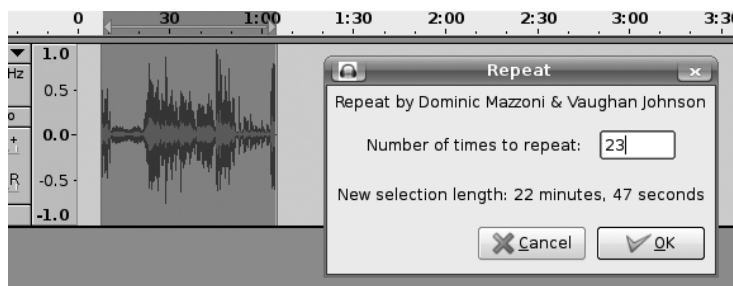 0 30 1:00 1:30 2:00 2:30 3:00 3:30
1.0
Hz
0.5
o
+
0.0
R
-0.5
-1.0
Repeat
Repeat by Dominic Mazzoni & Vaughan Johnson
Number of times to repeat: 23
New selection length: 22 minutes, 47 seconds
Cancel OK